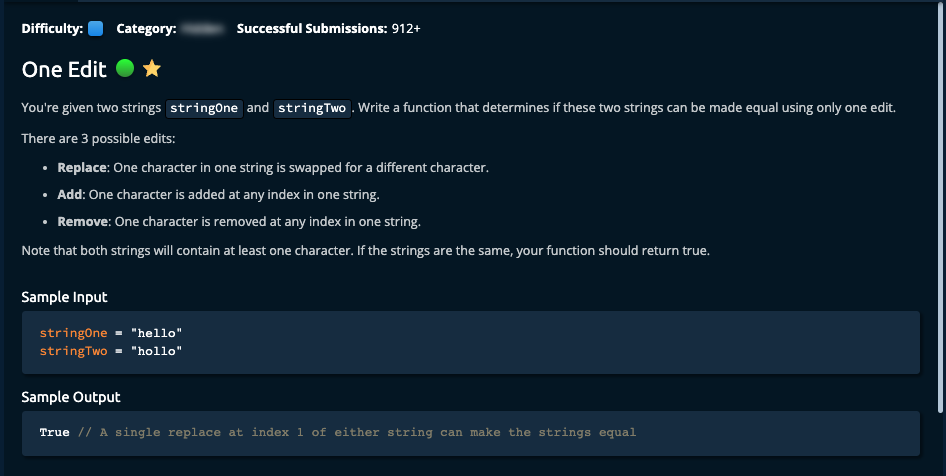 Difficulty: Category: Successful Submissions: 912+
One Edit
You're given two strings stringOne and stringTwo. Write a function that determines if these two strings can be made equal using only one edit.
There are 3 possible edits:
• Replace: One character in one string is swapped for a different character.
• Add: One character is added at any index in one string.
• Remove: One character is removed at any index in one string.
Note that both strings will contain at least one character. If the strings are the same, your function should return true.
Sample Input
stringOne = "hello"
stringTwo = "hollo"
Sample Output
True // A single replace at index 1 of either string can make the strings equal